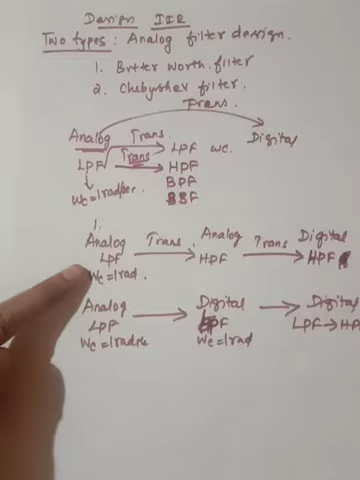 Design IIR
Two types: Analog filter design.
1. Butter worth filter
2. Chebyshev filter.
Trans.
Analog Trans. Digital
LPF Trans LPF wc
HPF
wc=1rad/sec. BPF
BSF
1.
Analog Trans Analog Trans Digital
LPF HPF HPF
wc=1rad.
Analog Digital Digital
LPF LPF LPF → HP
wc=1rad/sec wc=1rad